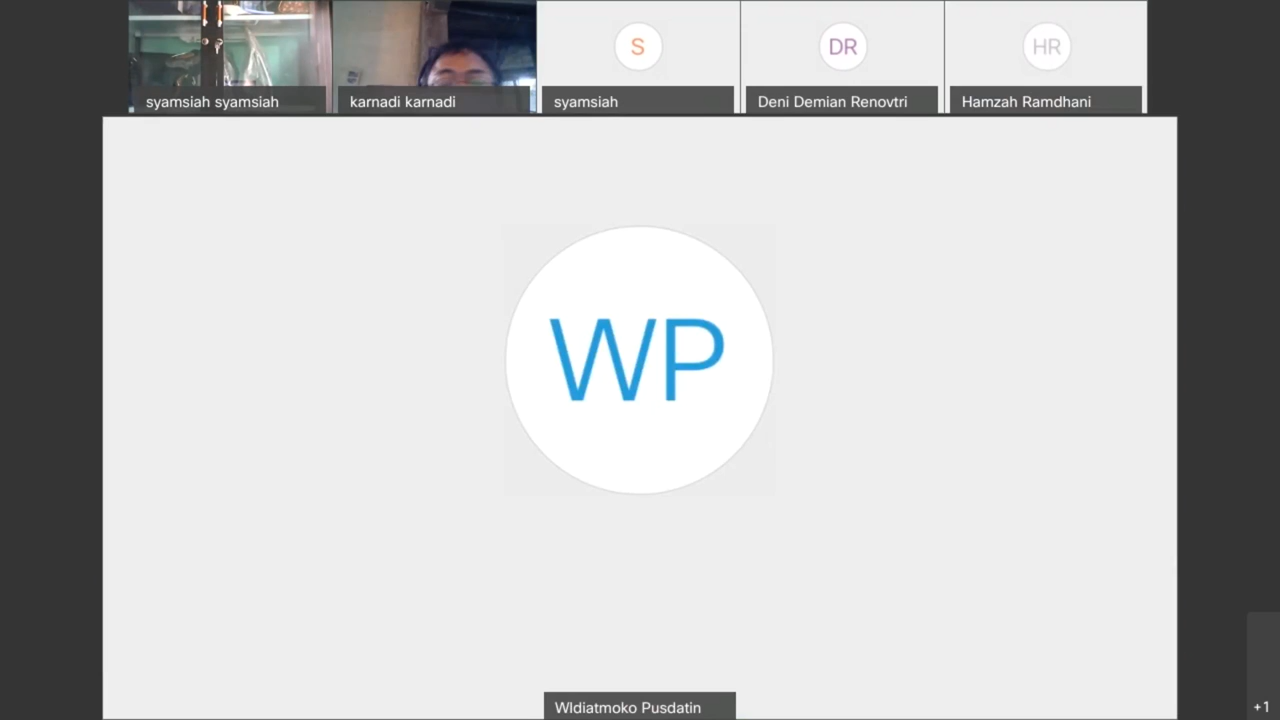 S
DR
HR
syamsiah syamsiah
karnadi karnadi
syamsiah
Deni Demian Renovtri
Hamzah Ramdhani
WP
WIdiatmoko Pusdatin
+1